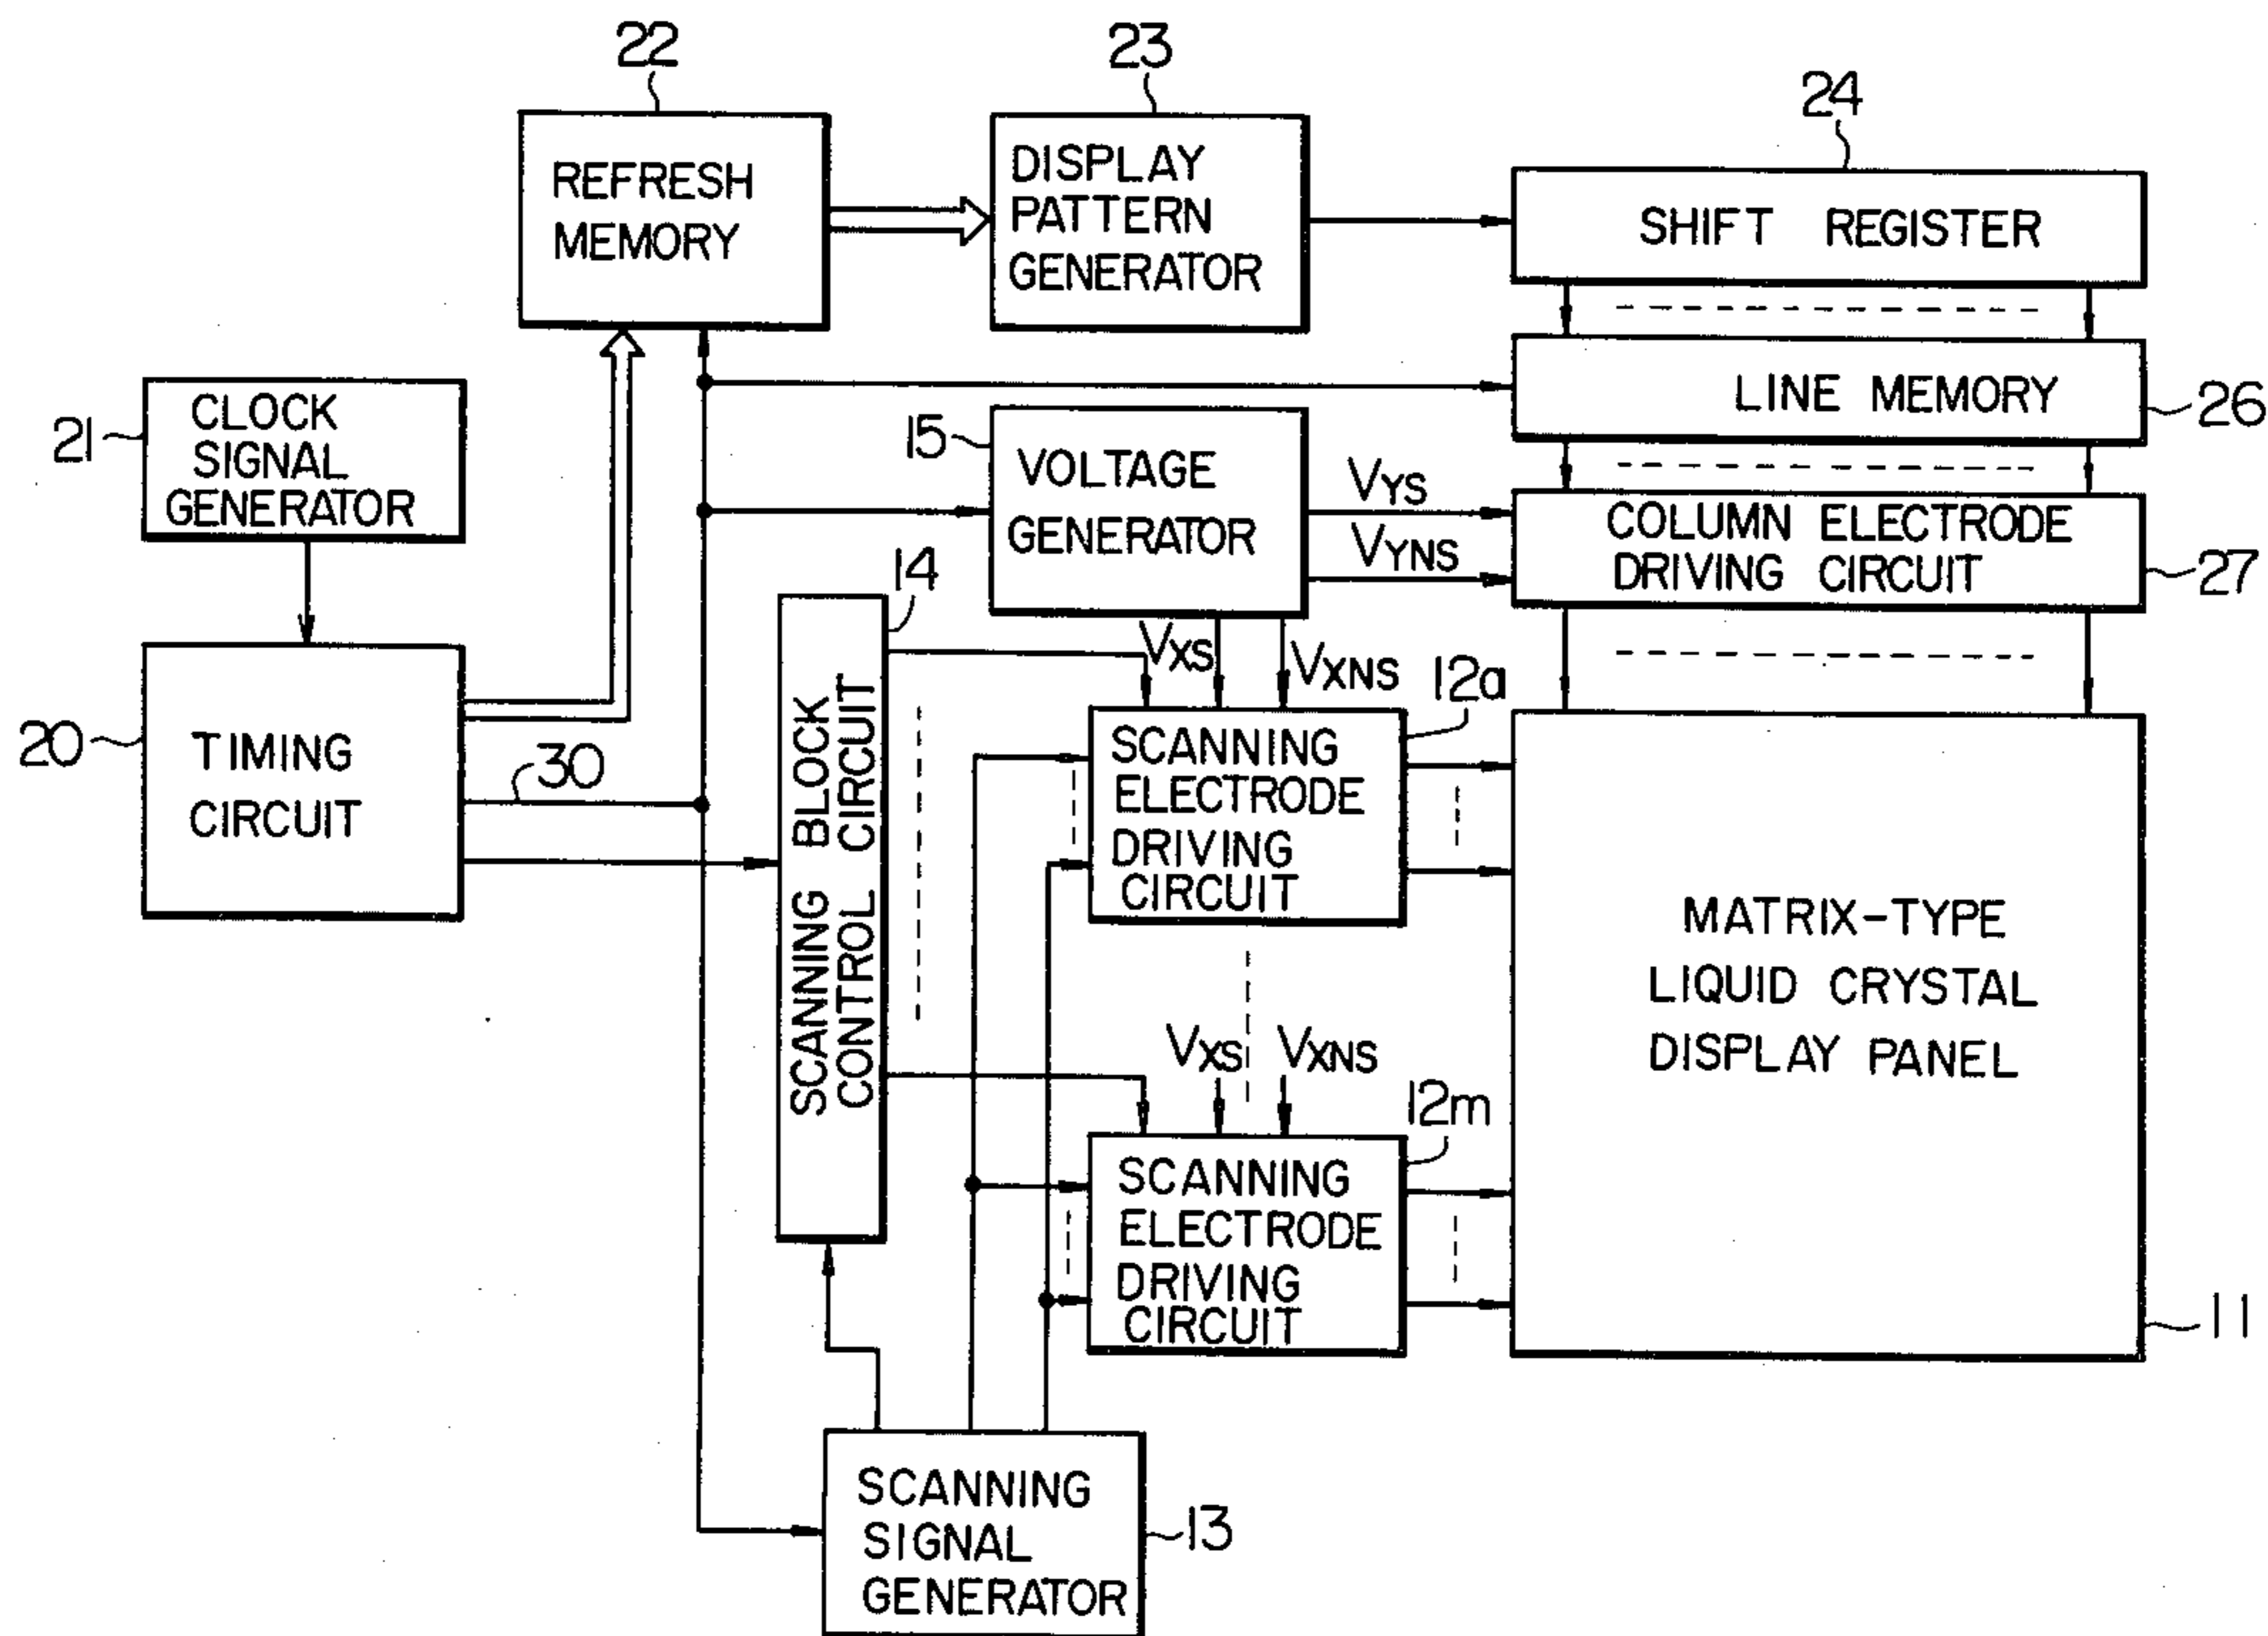 22
23
24
REFRESH
MEMORY
DISPLAY
PATTERN
GENERATOR
SHIFT REGISTER
21
CLOCK
SIGNAL
GENERATOR
LINE MEMORY
26
15
VOLTAGE
GENERATOR
VYS
VYNS
COLUMN ELECTRODE
DRIVING CIRCUIT
27
14
VXS
VXNS
12a
20
TIMING
CIRCUIT
30
SCANNING BLOCK
CONTROL CIRCUIT
SCANNING
ELECTRODE
DRIVING
CIRCUIT
MATRIX-TYPE
LIQUID CRYSTAL
DISPLAY PANEL
VXS
VXNS
12m
SCANNING
ELECTRODE
DRIVING
CIRCUIT
11
SCANNING
SIGNAL
GENERATOR
13